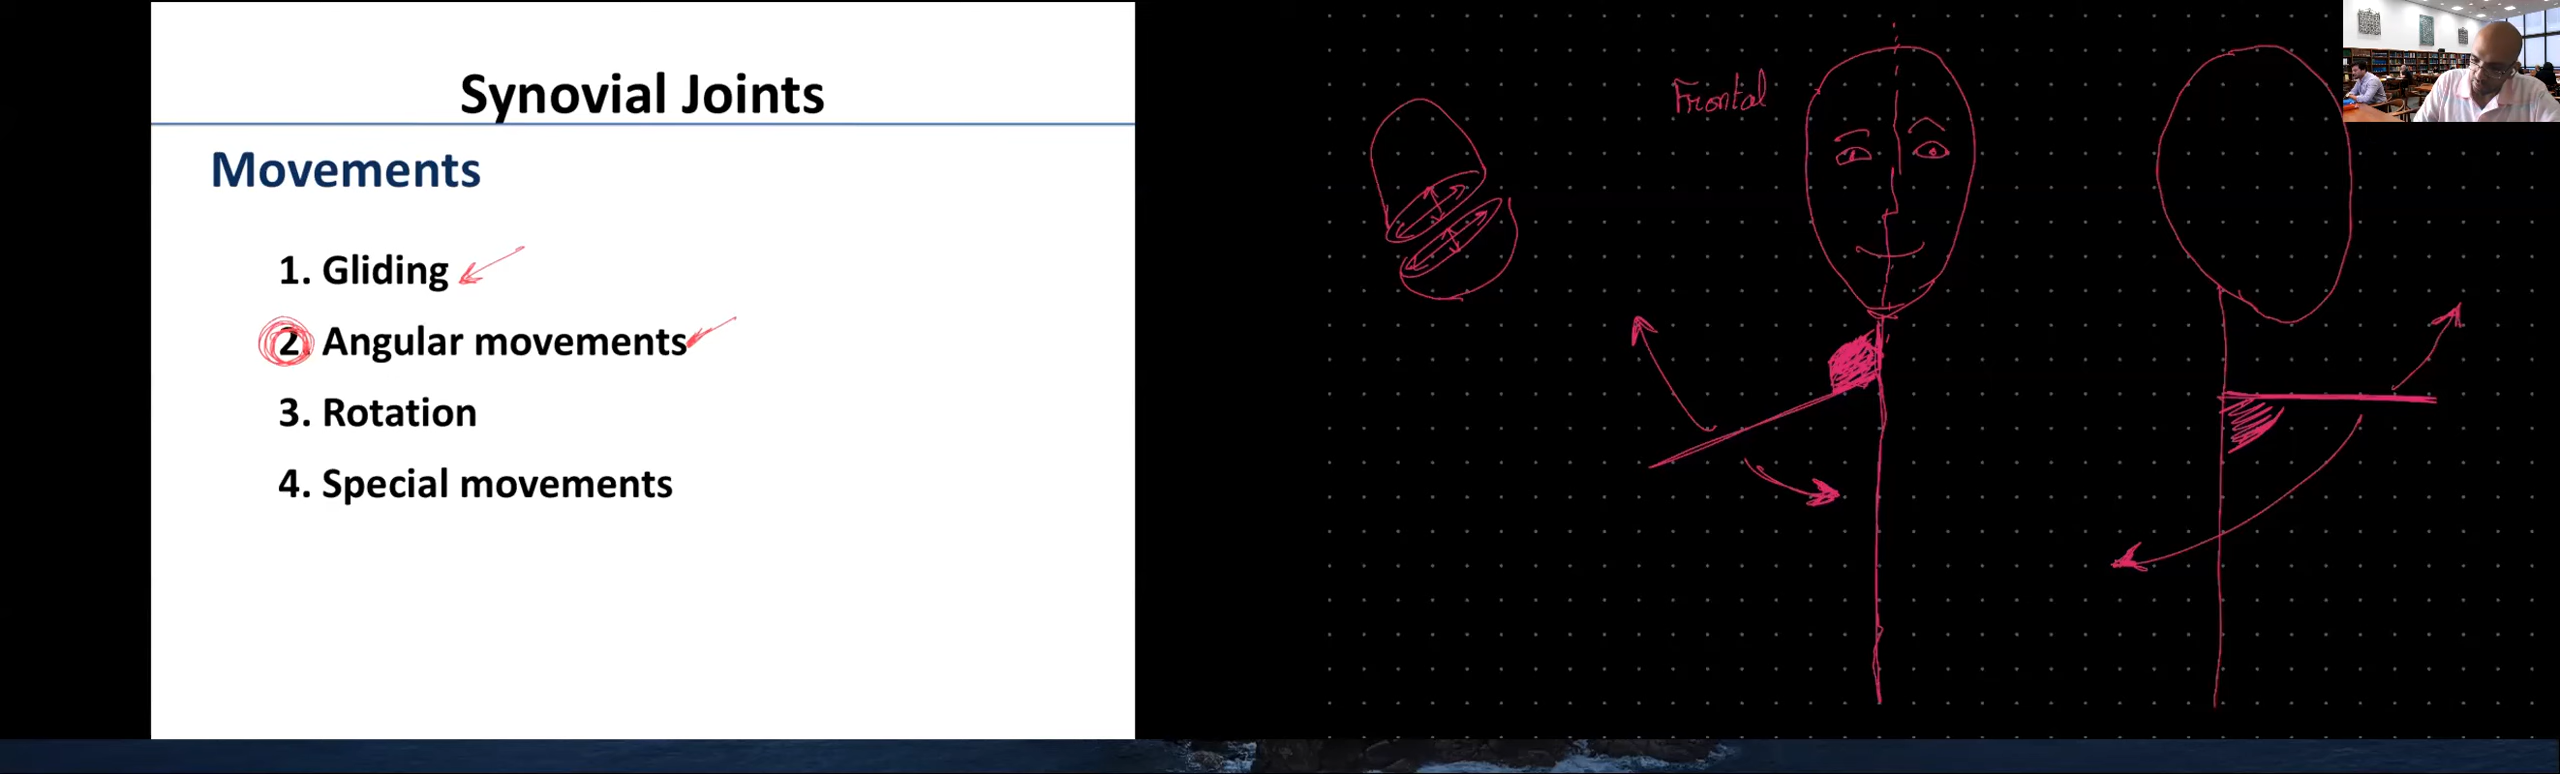 Synovial Joints
Movements
1. Gliding
2. Angular movements
3. Rotation
4. Special movements
Frontal